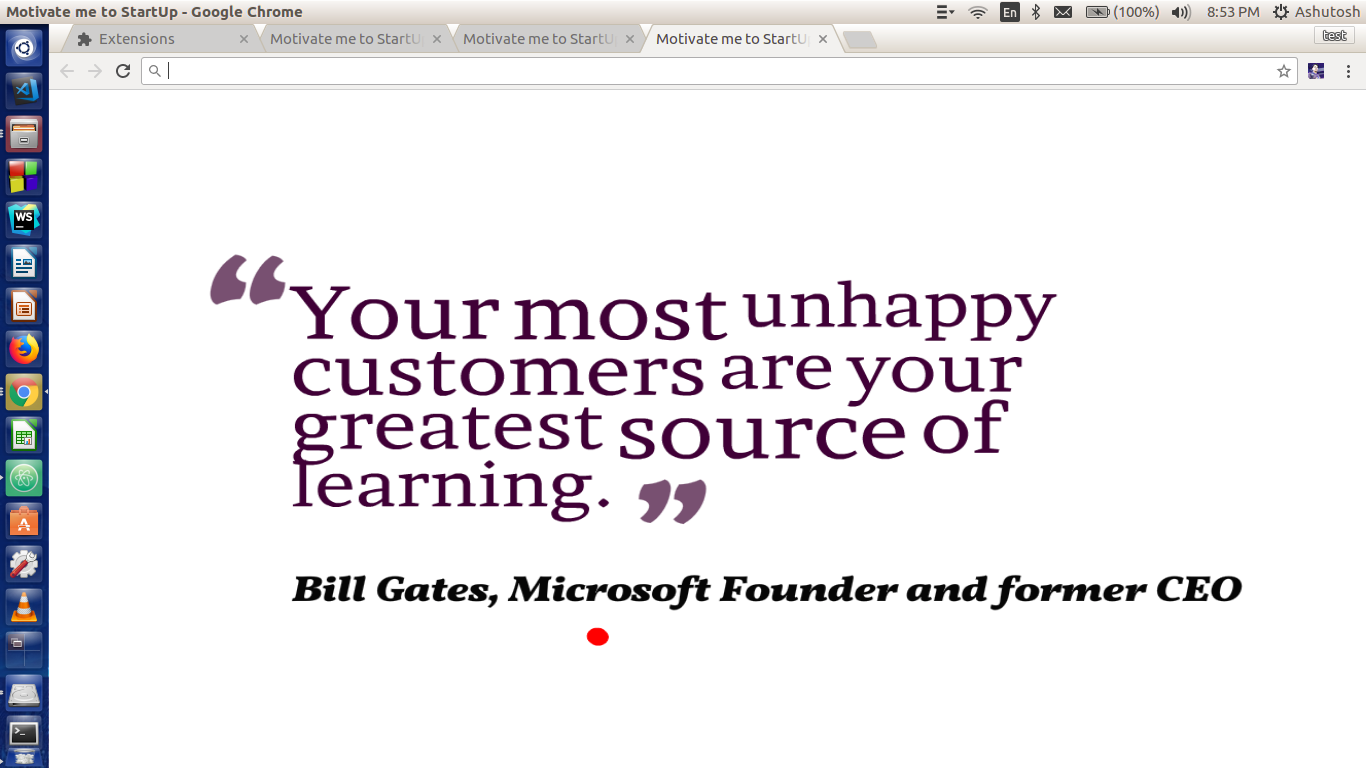 Motivate me to StartUp - Google Chrome
En
(100%)
8:53 PM
Ashutosh
Extensions
Motivate me to StartU
Motivate me to StartU
Motivate me to StartU
test
WS
“Your most unhappy
customers are your
greatest source of
learning.”
Bill Gates, Microsoft Founder and former CEO